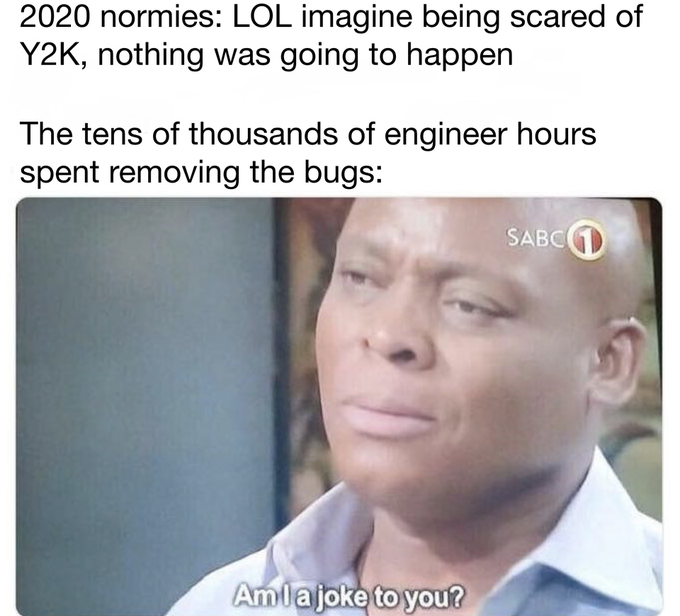 2020 normies: LOL imagine being scared of
Y2K, nothing was going to happen
The tens of thousands of engineer hours
spent removing the bugs:
SABC 1
Am I a joke to you?